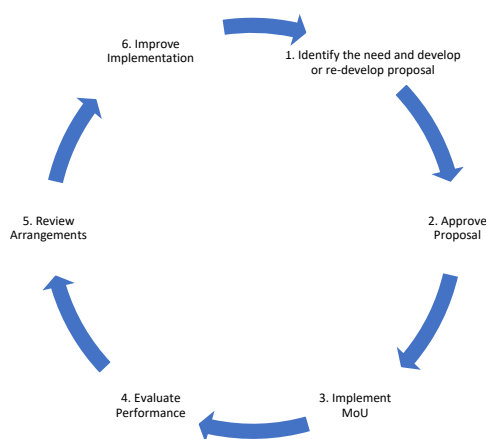 1. Identify the need and develop
or re-develop proposal
2. Approve
Proposal
3. Implement
MoU
4. Evaluate
Performance
5. Review
Arrangements
6. Improve
Implementation